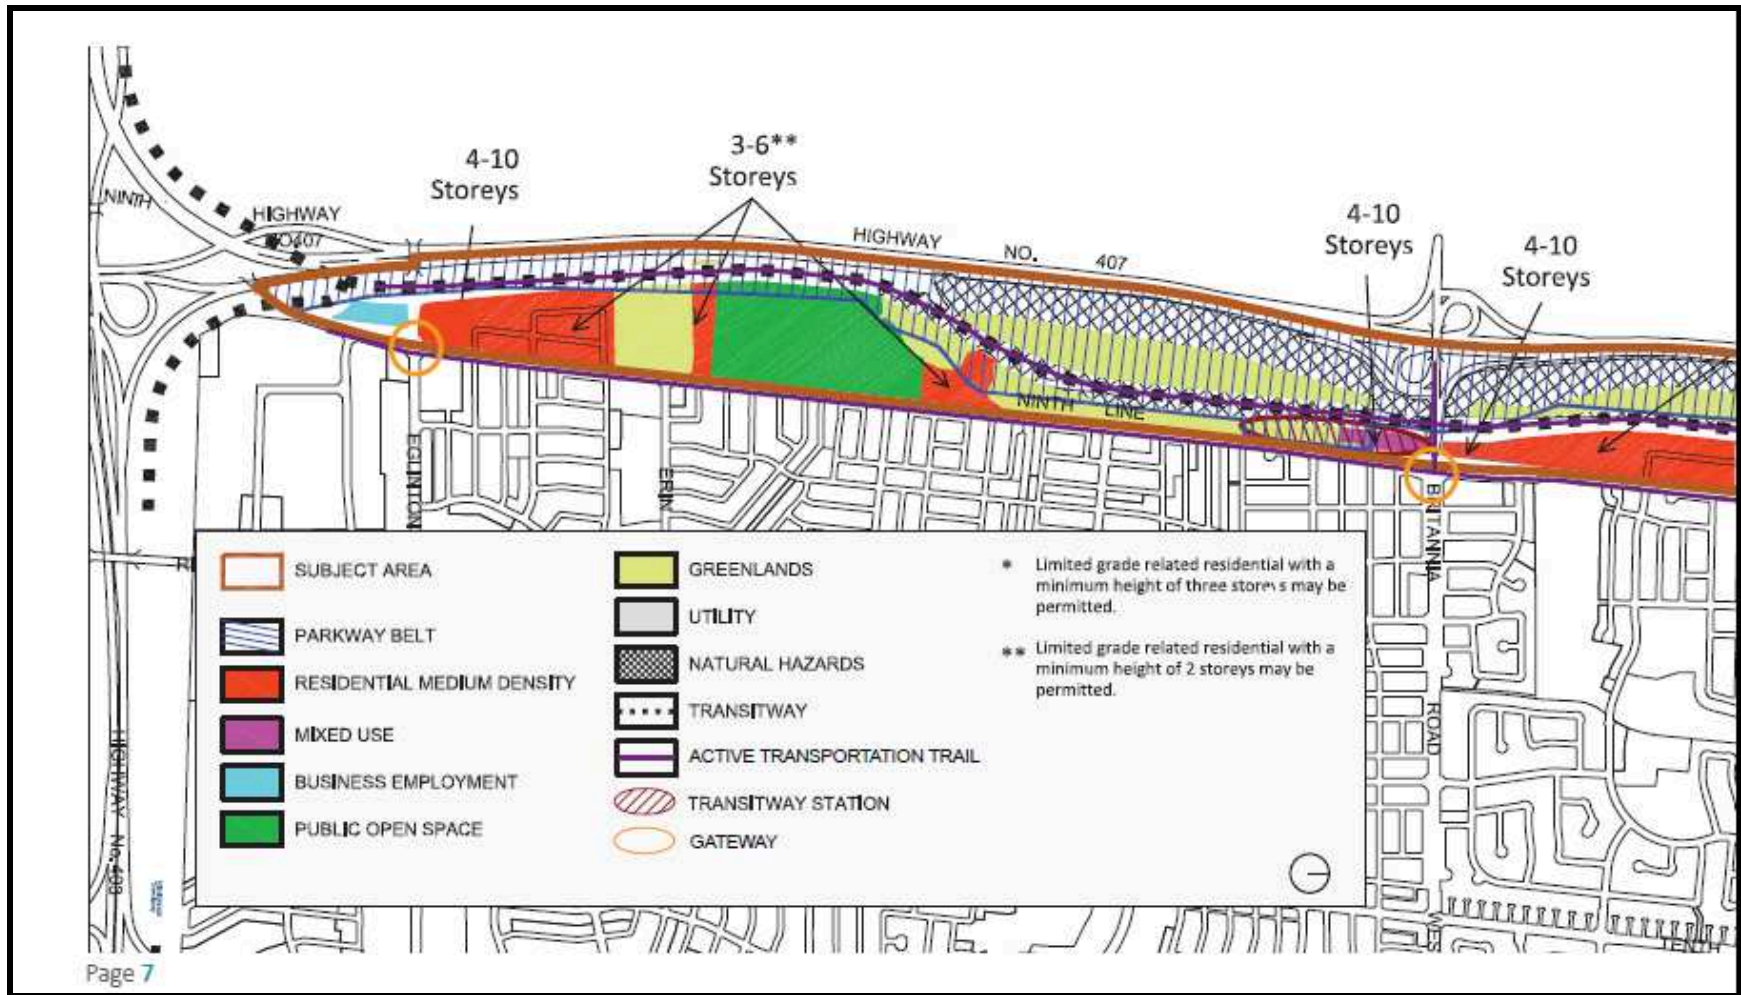 3-6**
Storeys
4-10
Storeys
4-10
Storeys
4-10
Storeys
NINTH
HIGHWAY
NO407
HIGHWAY NO. 407
NINTH LINE
EGLINTON
ERIN
BRITANNIA
ROAD
WES
TENTH
HIGHWAY No. 403
SUBJECT AREA
PARKWAY BELT
RESIDENTIAL MEDIUM DENSITY
MIXED USE
BUSINESS EMPLOYMENT
PUBLIC OPEN SPACE
GREENLANDS
UTILITY
NATURAL HAZARDS
TRANSITWAY
ACTIVE TRANSPORTATION TRAIL
TRANSITWAY STATION
GATEWAY
* Limited grade related residential with a
minimum height of three storeys may be
permitted.
** Limited grade related residential with a
minimum height of 2 storeys may be
permitted.
Page 7